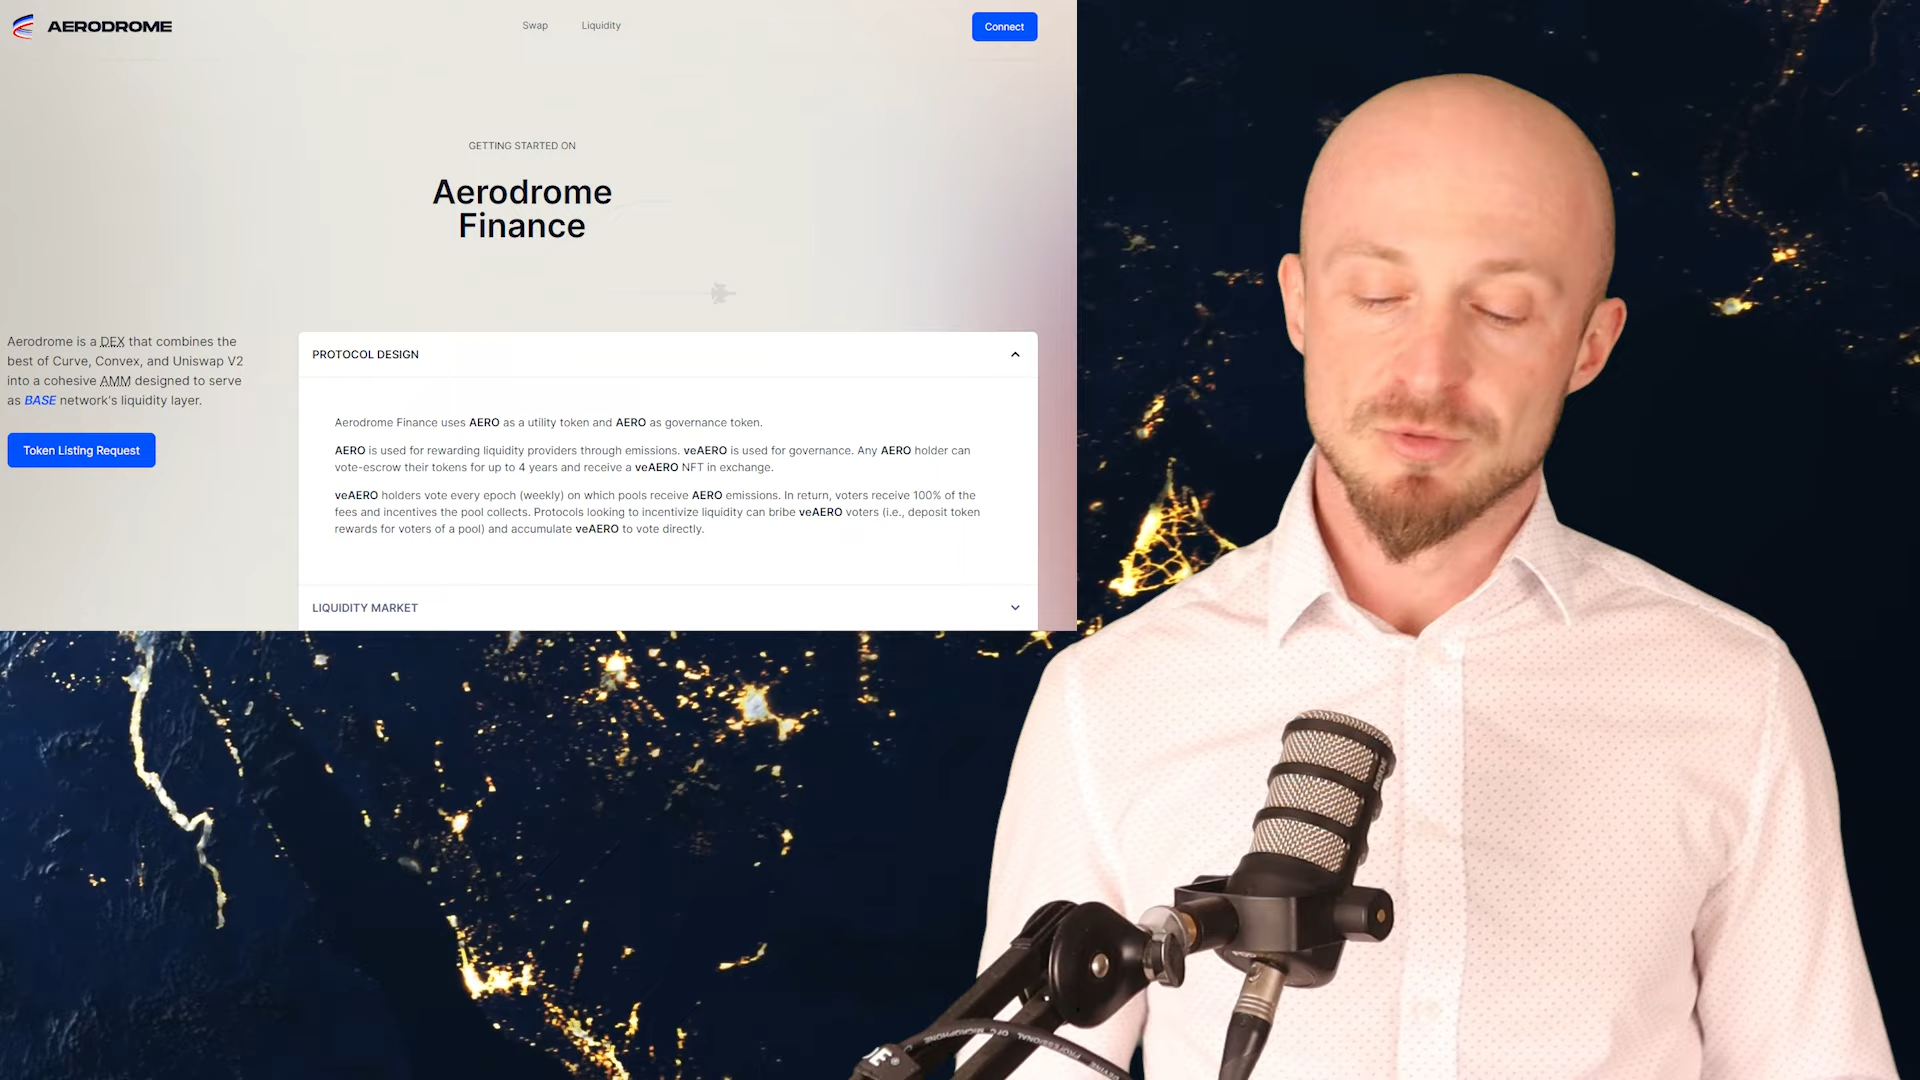 AERODROME
Swap
Liquidity
Connect
GETTING STARTED ON
Aerodrome
Finance
Aerodrome is a DEX that combines the
best of Curve, Convex, and Uniswap V2
into a cohesive AMM designed to serve
as BASE network's liquidity layer.
Token Listing Request
PROTOCOL DESIGN
Aerodrome Finance uses AERO as a utility token and AERO as governance token.
AERO is used for rewarding liquidity providers through emissions. veAERO is used for governance. Any AERO holder can
vote-escrow their tokens for up to 4 years and receive a veAERO NFT in exchange.
veAERO holders vote every epoch (weekly) on which pools receive AERO emissions. In return, voters receive 100% of the
fees and incentives the pool collects. Protocols looking to incentivize liquidity can bribe veAERO voters (i.e., deposit token
rewards for voters of a pool) and accumulate veAERO to vote directly.
LIQUIDITY MARKET